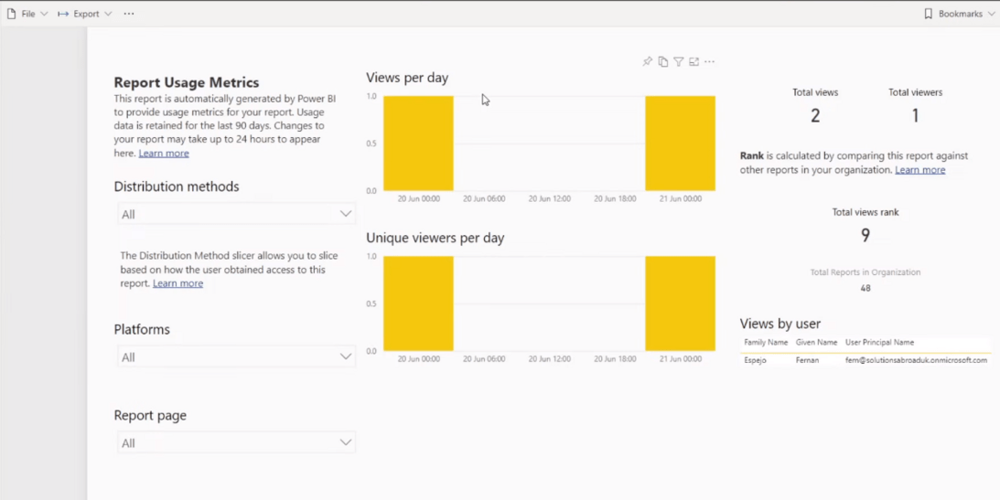 File
Export
Bookmarks
Report Usage Metrics
This report is automatically generated by Power BI
to provide usage metrics for your report. Usage
data is retained for the last 90 days. Changes to
your report may take up to 24 hours to appear
here. Learn more
Distribution methods
All
The Distribution Method slicer allows you to slice
based on how the user obtained access to this
report. Learn more
Platforms
All
Report page
All
Views per day
1.0
0.5
0.0
20 Jun 00:00
20 Jun 06:00
20 Jun 12:00
20 Jun 18:00
21 Jun 00:00
Unique viewers per day
1.0
0.5
0.0
20 Jun 00:00
20 Jun 06:00
20 Jun 12:00
20 Jun 18:00
21 Jun 00:00
Total views
2
Total viewers
1
Rank is calculated by comparing this report against
other reports in your organization. Learn more
Total views rank
9
Total Reports in Organization
48
Views by user
Family Name Given Name User Principal Name
Espejo Fernan fern@solutionsabroaduk.onmicrosoft.com